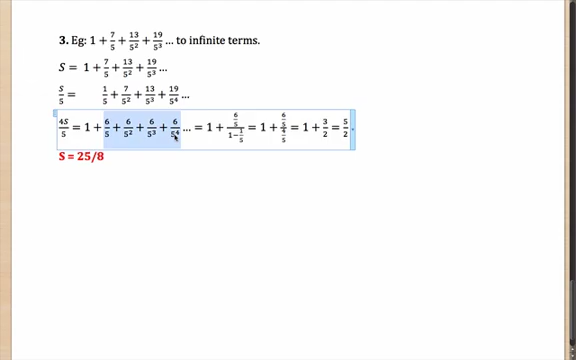 3. Eg: 1 + 7/5 + 13/5² + 19/5³ ... to infinite terms.
S = 1 + 7/5 + 13/5² + 19/5³ ...
S/5 = 1/5 + 7/5² + 13/5³ + 19/5⁴ ...
4S/5 = 1 + 6/5 + 6/5² + 6/5³ + 6/5⁴ ... = 1 + (6/5)/(1−1/5) = 1 + (6/5)/(4/5) = 1 + 3/2 = 5/2 .
S = 25/8